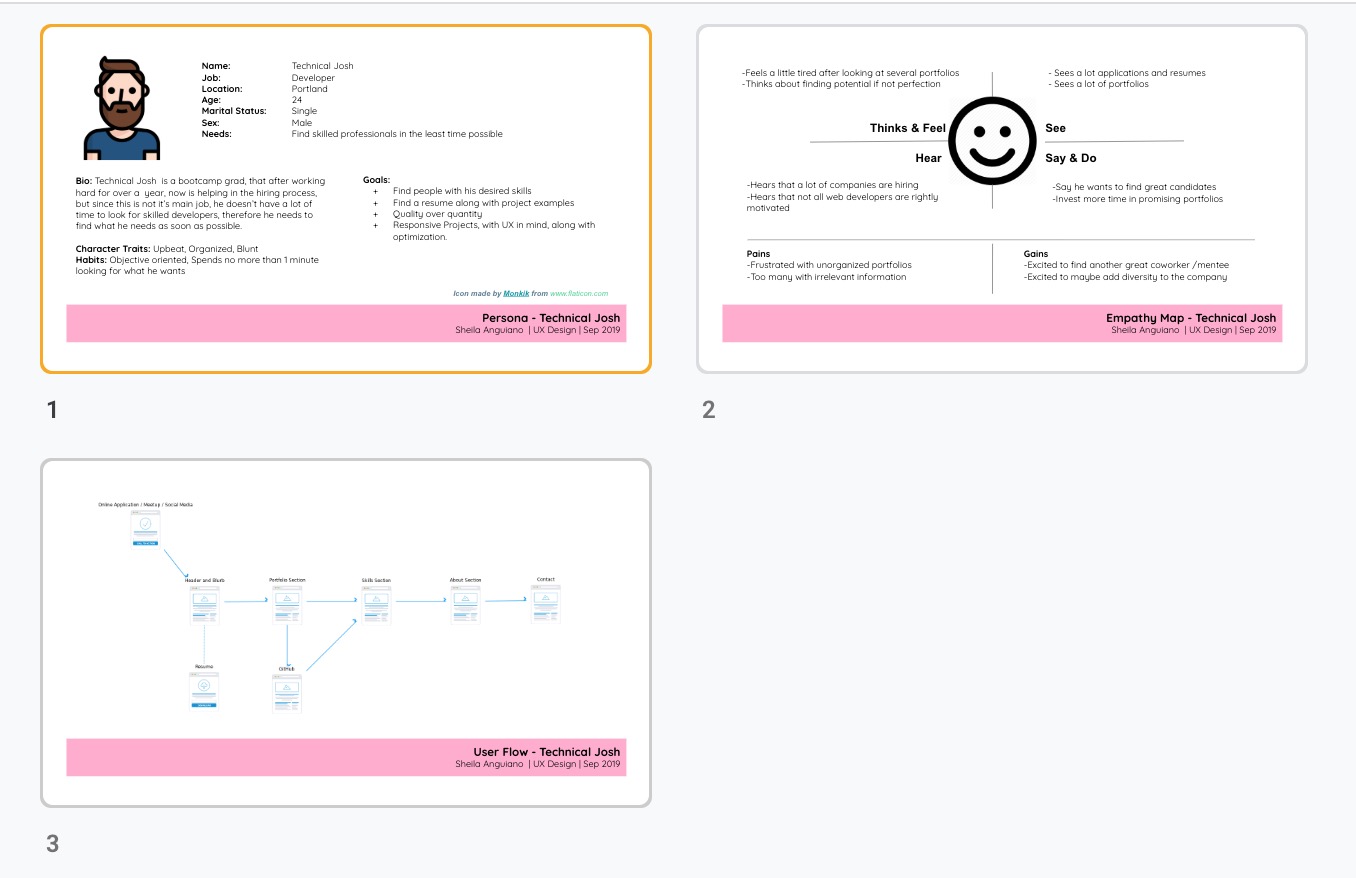 Name: Technical Josh
Job: Developer
Location: Portland
Age: 24
Marital Status: Single
Sex: Male
Needs: Find skilled professionals in the least time possible
Bio: Technical Josh is a bootcamp grad, that after working
hard for over a year, now is helping in the hiring process,
but since this is not it's main job, he doesn't have a lot of
time to look for skilled developers, therefore he needs to
find what he needs as soon as possible.
Character Traits: Upbeat, Organized, Blunt
Habits: Objective oriented, Spends no more than 1 minute
looking for what he wants
Goals:
+ Find people with his desired skills
+ Find a resume along with project examples
+ Quality over quantity
+ Responsive Projects, with UX in mind, along with
optimization.
Icon made by Monkik from www.flaticon.com
Persona - Technical Josh
Sheila Anguiano | UX Design | Sep 2019
1
-Feels a little tired after looking at several portfolios
-Thinks about finding potential if not perfection
- Sees a lot applications and resumes
- Sees a lot of portfolios
Thinks & Feel
See
Hear
Say & Do
-Hears that a lot of companies are hiring
-Hears that not all web developers are rightly
motivated
-Say he wants to find great candidates
-Invest more time in promising portfolios
Pains
-Frustrated with unorganized portfolios
-Too many with irrelevant information
Gains
-Excited to find another great coworker /mentee
-Excited to maybe add diversity to the company
Empathy Map - Technical Josh
Sheila Anguiano | UX Design | Sep 2019
2
Online Application / Meetup / Social Media
Header and Blurb
Portfolio Section
Skills Section
About Section
Contact
Resume
GitHub
User Flow - Technical Josh
Sheila Anguiano | UX Design | Sep 2019
3